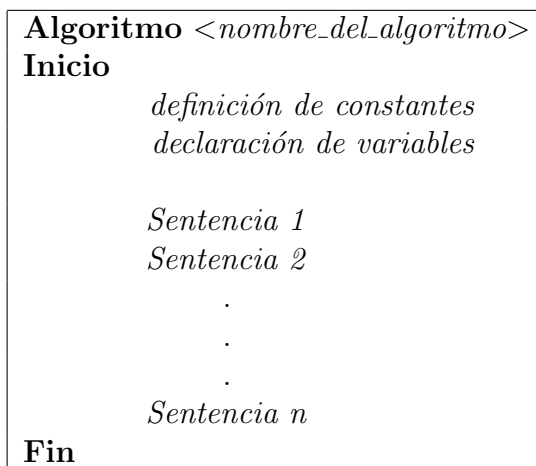 Algoritmo <nombre_del_algoritmo>
Inicio
definición de constantes
declaración de variables
Sentencia 1
Sentencia 2
.
.
.
Sentencia n
Fin